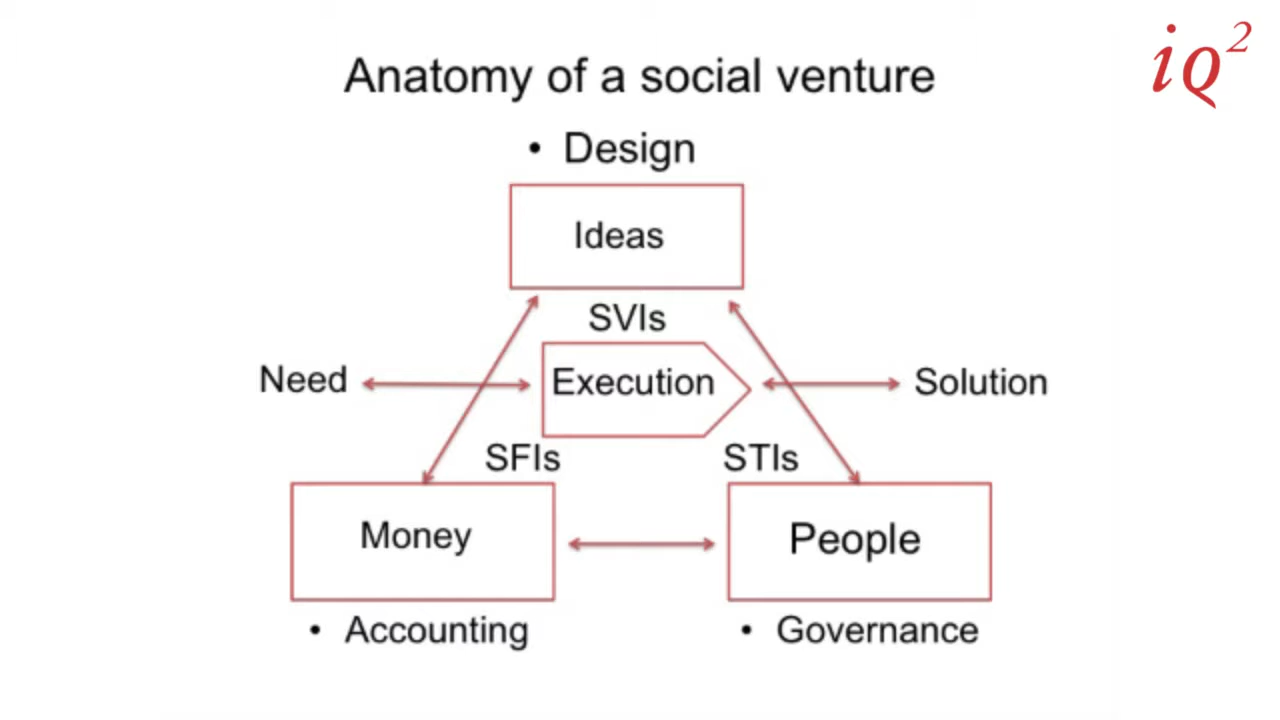 iq2
Anatomy of a social venture
• Design
Ideas
SVIs
Need
Execution
Solution
SFIs
STIs
Money
People
• Accounting
• Governance